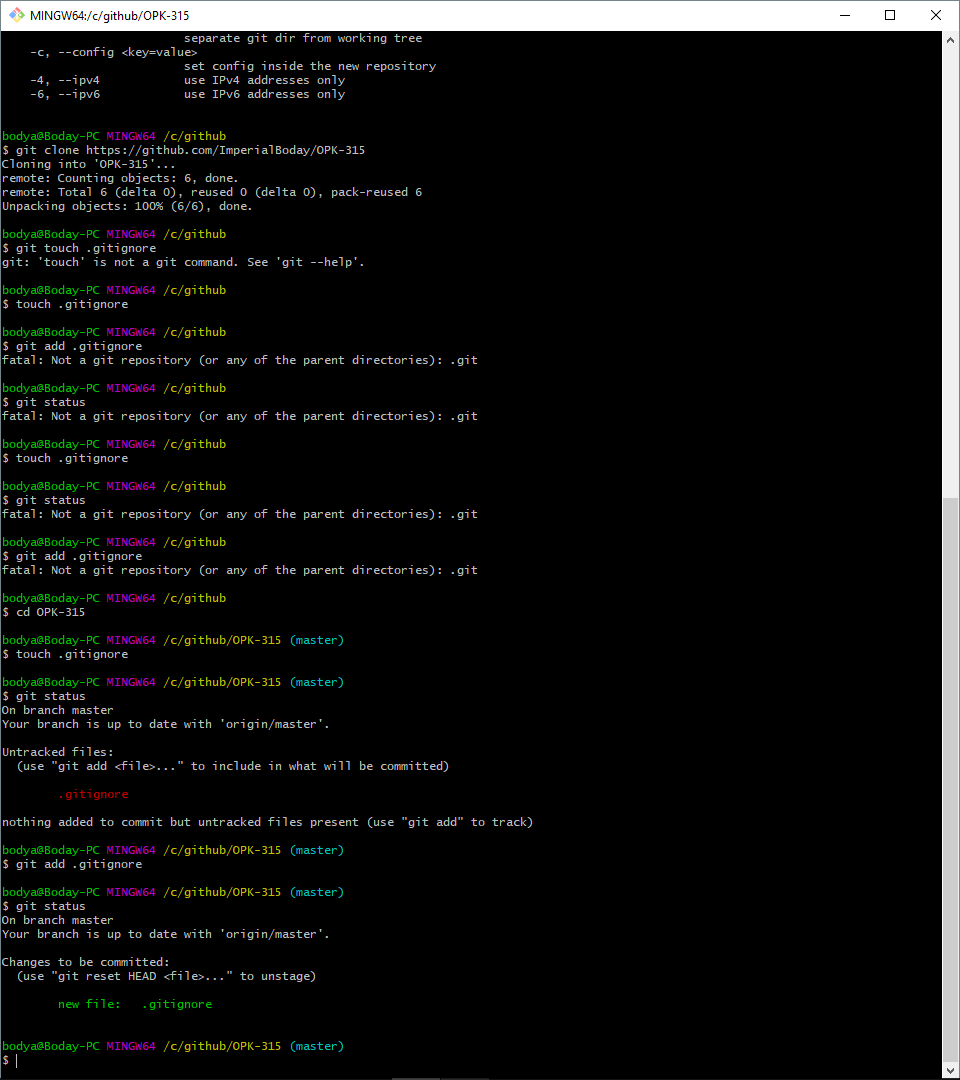 MINGW64:/c/github/OPK-315
separate git dir from working tree
-c, --config <key=value>
set config inside the new repository
-4, --ipv4 use IPv4 addresses only
-6, --ipv6 use IPv6 addresses only
bodya@Boday-PC MINGW64 /c/github
$ git clone https://github.com/ImperialBoday/OPK-315
Cloning into 'OPK-315'...
remote: Counting objects: 6, done.
remote: Total 6 (delta 0), reused 0 (delta 0), pack-reused 6
Unpacking objects: 100% (6/6), done.
bodya@Boday-PC MINGW64 /c/github
$ git touch .gitignore
git: 'touch' is not a git command. See 'git --help'.
bodya@Boday-PC MINGW64 /c/github
$ touch .gitignore
bodya@Boday-PC MINGW64 /c/github
$ git add .gitignore
fatal: Not a git repository (or any of the parent directories): .git
bodya@Boday-PC MINGW64 /c/github
$ git status
fatal: Not a git repository (or any of the parent directories): .git
bodya@Boday-PC MINGW64 /c/github
$ touch .gitignore
bodya@Boday-PC MINGW64 /c/github
$ git status
fatal: Not a git repository (or any of the parent directories): .git
bodya@Boday-PC MINGW64 /c/github
$ git add .gitignore
fatal: Not a git repository (or any of the parent directories): .git
bodya@Boday-PC MINGW64 /c/github
$ cd OPK-315
bodya@Boday-PC MINGW64 /c/github/OPK-315 (master)
$ touch .gitignore
bodya@Boday-PC MINGW64 /c/github/OPK-315 (master)
$ git status
On branch master
Your branch is up to date with 'origin/master'.
Untracked files:
(use "git add <file>..." to include in what will be committed)
.gitignore
nothing added to commit but untracked files present (use "git add" to track)
bodya@Boday-PC MINGW64 /c/github/OPK-315 (master)
$ git add .gitignore
bodya@Boday-PC MINGW64 /c/github/OPK-315 (master)
$ git status
On branch master
Your branch is up to date with 'origin/master'.
Changes to be committed:
(use "git reset HEAD <file>..." to unstage)
new file: .gitignore
bodya@Boday-PC MINGW64 /c/github/OPK-315 (master)
$